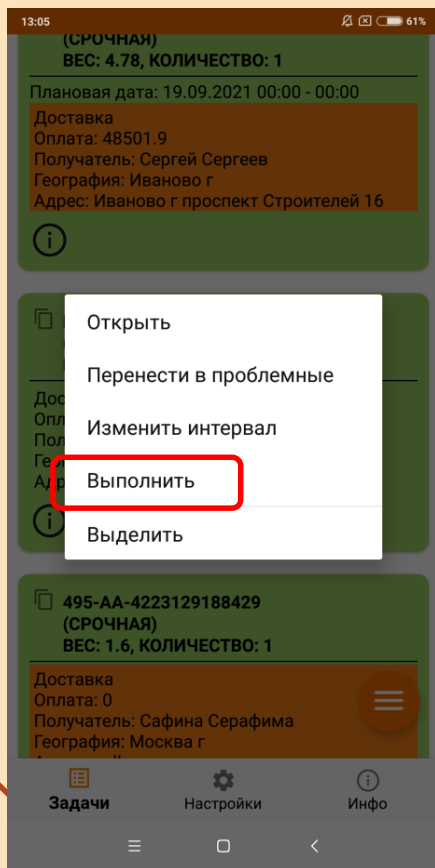 13:05
61%
(СРОЧНАЯ)
ВЕС: 4.78, КОЛИЧЕСТВО: 1
Плановая дата: 19.09.2021 00:00 - 00:00
Доставка
Оплата: 48501.9
Получатель: Сергей Сергеев
География: Иваново г
Адрес: Иваново г проспект Строителей 16
Открыть
Перенести в проблемные
Изменить интервал
Выполнить
Выделить
495-АА-4223129188429
(СРОЧНАЯ)
ВЕС: 1.6, КОЛИЧЕСТВО: 1
Доставка
Оплата: 0
Получатель: Сафина Серафима
География: Москва г
Задачи
Настройки
Инфо